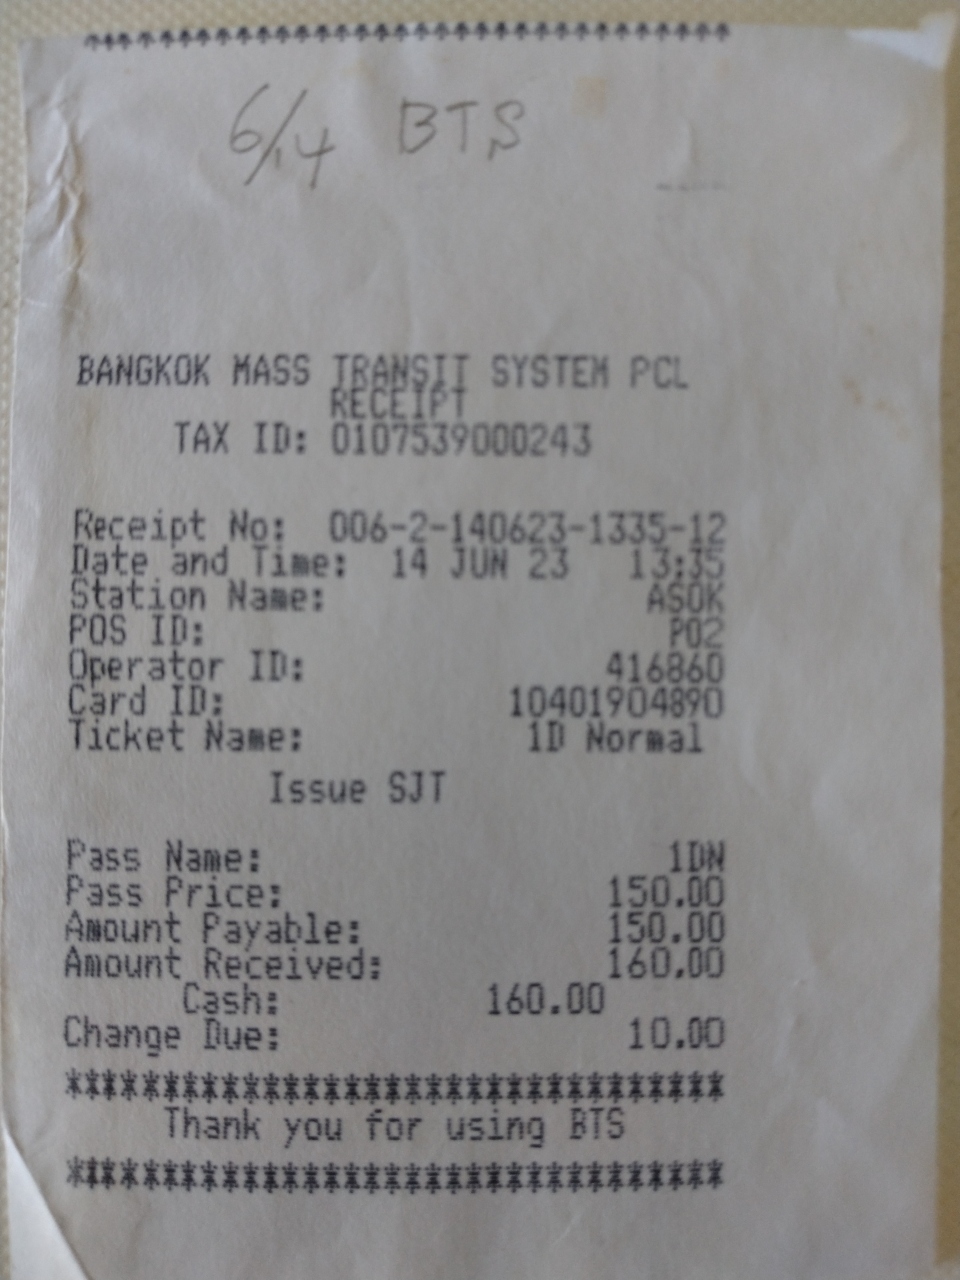 ********************************
6/14 BTS
BANGKOK MASS TRANSIT SYSTEM PCL
RECEIPT
TAX ID: 0107539000243
Receipt No: 006-2-140623-1335-12
Date and Time: 14 JUN 23 13:35
Station Name: ASOK
POS ID: P02
Operator ID: 416860
Card ID: 10401904890
Ticket Name: 1D Normal
Issue SJT
Pass Name: 1DN
Pass Price: 150.00
Amount Payable: 150.00
Amount Received: 160.00
Cash: 160.00
Change Due: 10.00
**********************************
Thank you for using BTS
**********************************